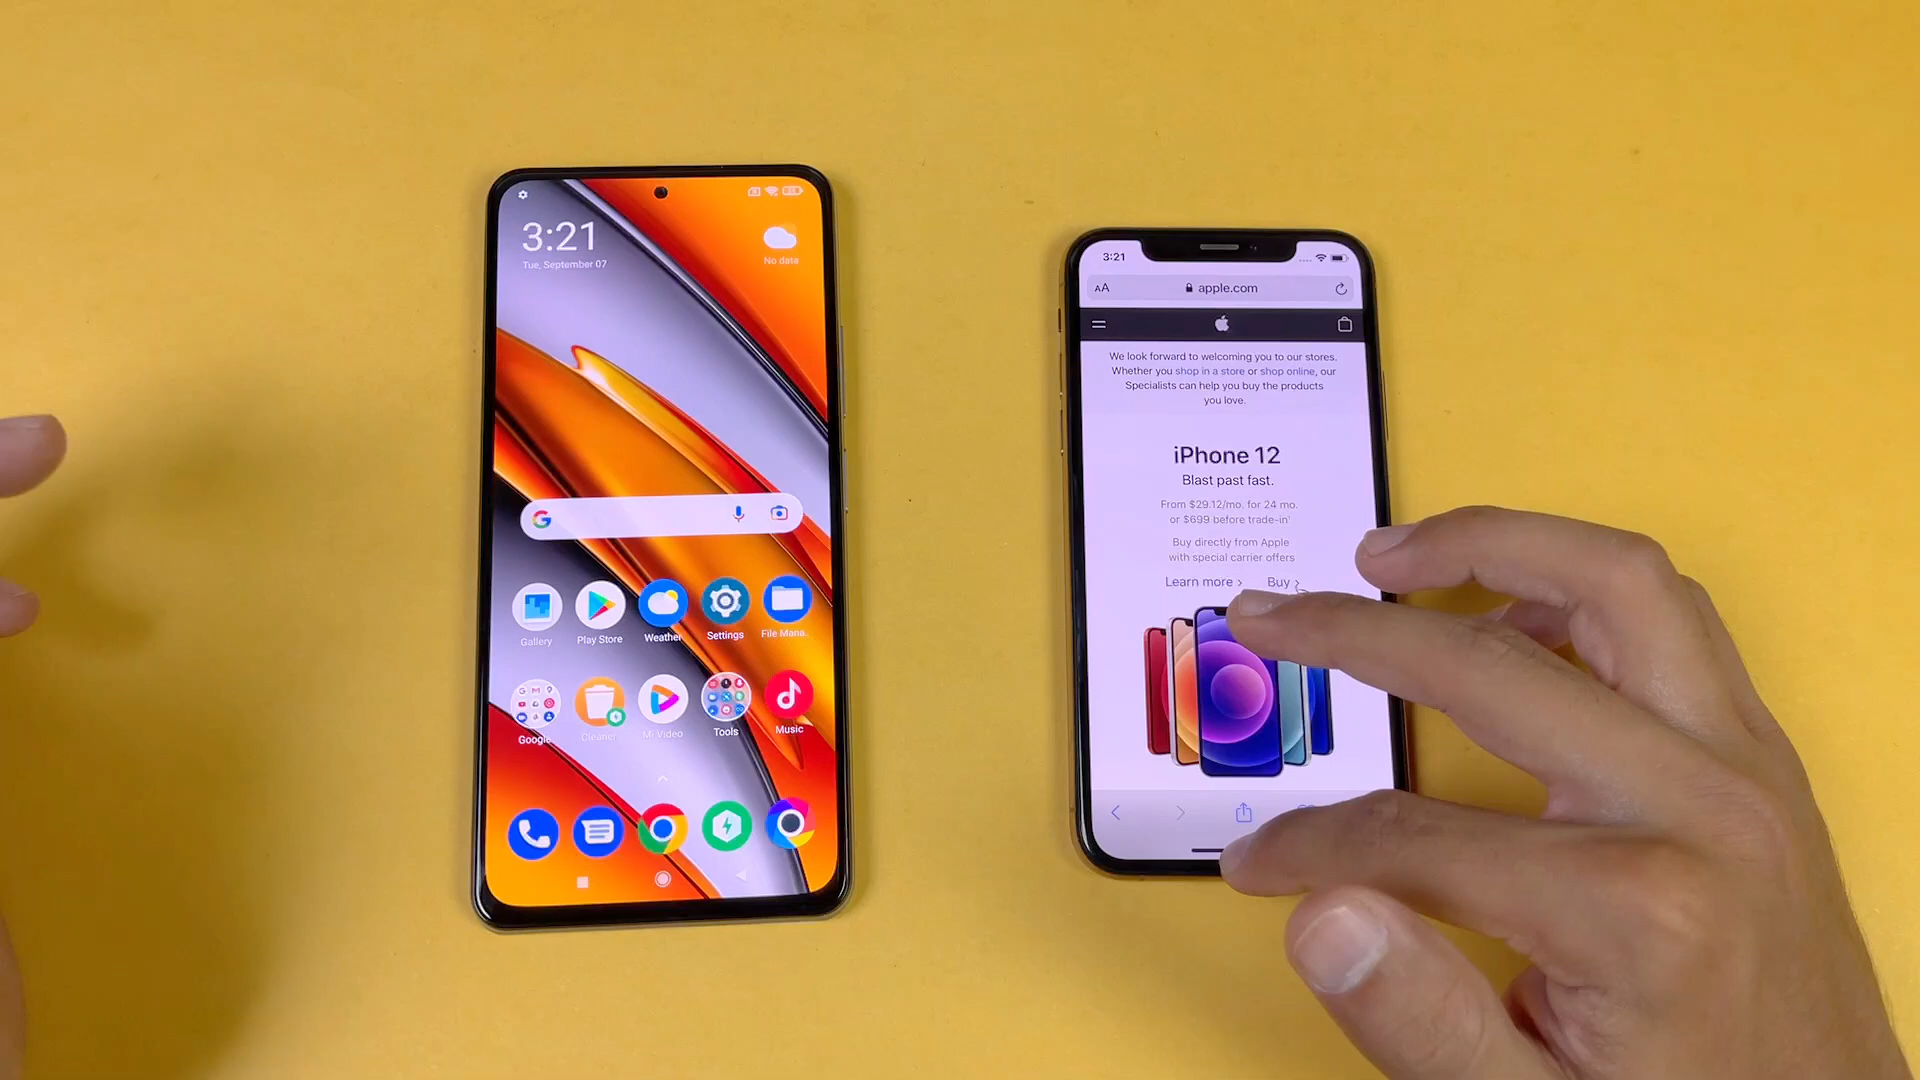 3:21
Tue, September 07
No data
Gallery
Play Store
Weather
Settings
File Mana..
Google
Cleaner
Mi Video
Tools
Music
3:21
AA
apple.com
We look forward to welcoming you to our stores.
Whether you shop in a store or shop online, our
Specialists can help you buy the products
you love.
iPhone 12
Blast past fast.
From $29.12/mo. for 24 mo.
or $699 before trade-in¹
Buy directly from Apple
with special carrier offers
Learn more >
Buy >